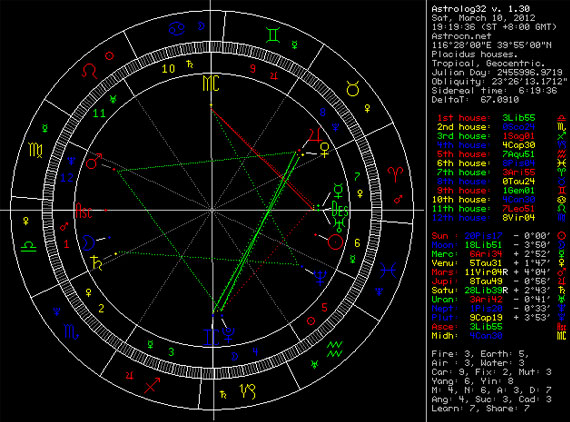 Astrolog32 v. 1.30
Sat, March 10, 2012
19:19:36 (ST +8:00 GMT)
Astrocn.net
116°28'00"E 39°55'00"N
Placidus houses.
Tropical, Geocentric.
Julian Day: 2455996.9719
Obliquity: 23°26'13.1712"
Sidereal time: 6:19:36
DeltaT: 67.0910
1st house: 3Lib55
2nd house: 0Sco24
3rd house: 1Sag01
4th house: 4Cap30
5th house: 7Aqu51
6th house: 8Pis04
7th house: 3Ari55
8th house: 0Tau24
9th house: 1Gem01
10th house: 4Can30
11th house: 7Leo51
12th house: 8Vir04
Sun : 20Pis17 - 0°00'
Moon: 18Lib51 - 3°50'
Merc: 6Ari34 + 2°52'
Venu: 5Tau31 + 1°47'
Mars: 11Vir04R + 4°04'
Jupi: 8Tau49 - 0°56'
Satu: 28Lib39R + 2°43'
Uran: 3Ari42 - 0°41'
Nept: 1Pis20 - 0°33'
Plut: 9Cap19 + 3°53'
Asce: 3Lib55
Midh: 4Can30
Fire: 3, Earth: 5,
Air : 3, Water: 3
Car: 9, Fix: 2, Mut: 3
Yang: 6, Yin: 8
M: 4, N: 6, A: 3, D: 7
Ang: 4, Suc: 3, Cad: 3
Learn: 7, Share: 7
10
9
MC
11
8
12
7
Asc
Des
1
6
2
5
3
4